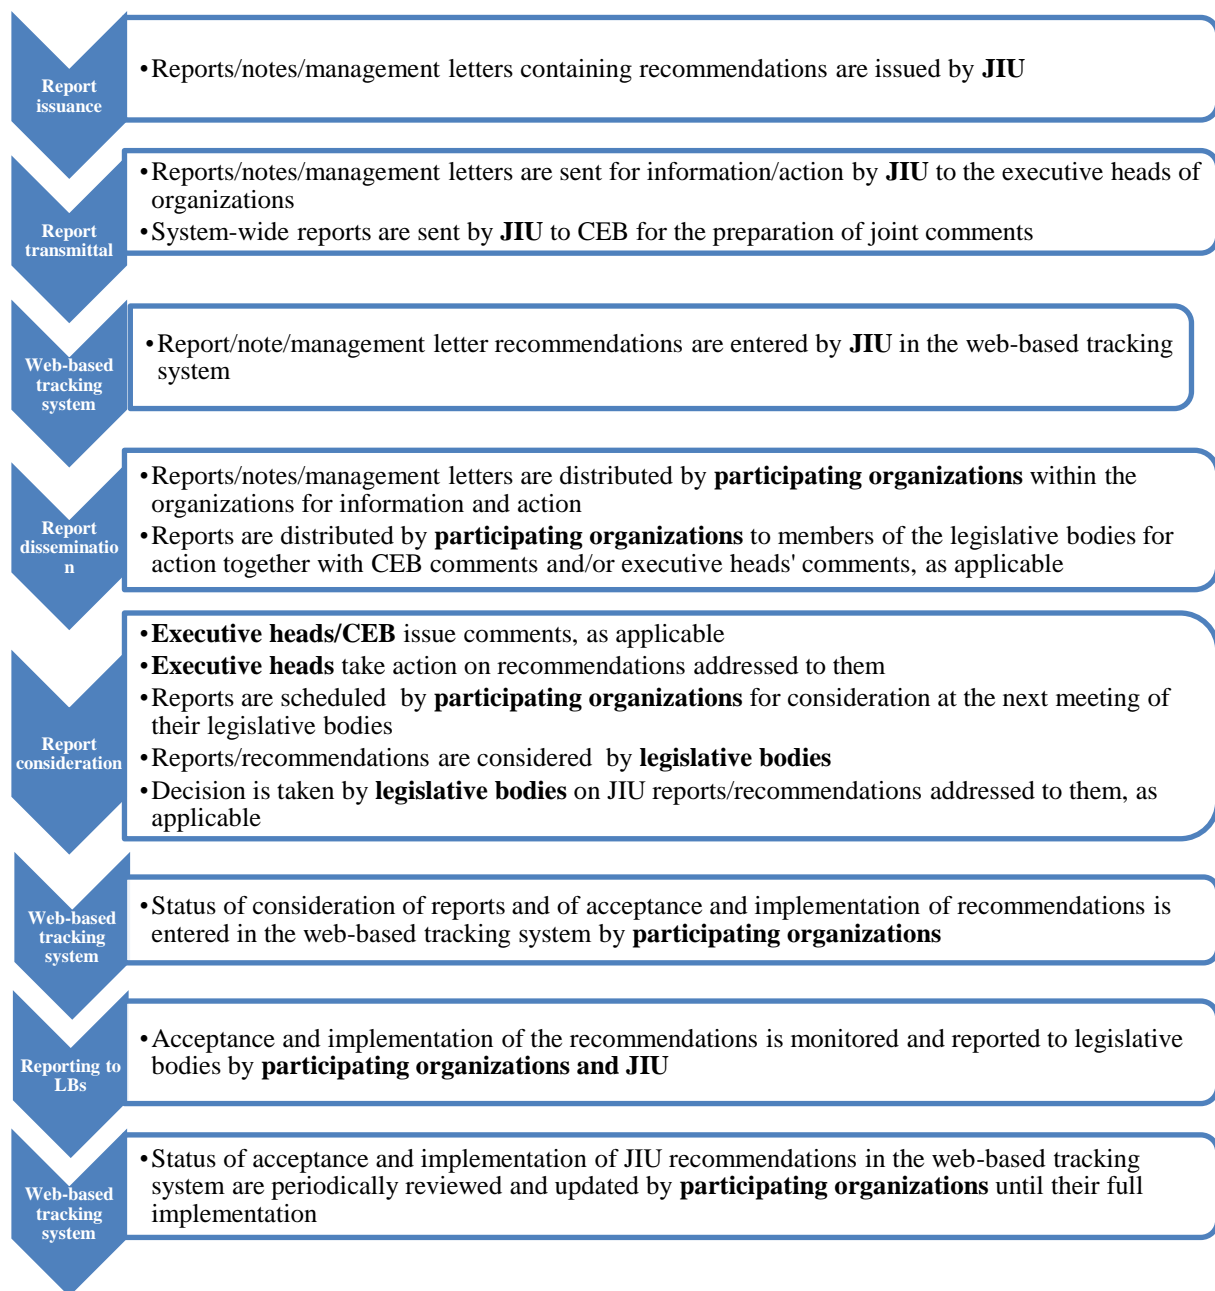 Report
issuance
•Reports/notes/management letters containing recommendations are issued by JIU
Report
transmittal
•Reports/notes/management letters are sent for information/action by JIU to the executive heads of
organizations
•System-wide reports are sent by JIU to CEB for the preparation of joint comments
Web-based
tracking
system
•Report/note/management letter recommendations are entered by JIU in the web-based tracking
system
Report
disseminatio
n
•Reports/notes/management letters are distributed by participating organizations within the
organizations for information and action
•Reports are distributed by participating organizations to members of the legislative bodies for
action together with CEB comments and/or executive heads' comments, as applicable
Report
consideration
•Executive heads/CEB issue comments, as applicable
•Executive heads take action on recommendations addressed to them
•Reports are scheduled by participating organizations for consideration at the next meeting of
their legislative bodies
•Reports/recommendations are considered by legislative bodies
•Decision is taken by legislative bodies on JIU reports/recommendations addressed to them, as
applicable
Web-based
tracking
system
•Status of consideration of reports and of acceptance and implementation of recommendations is
entered in the web-based tracking system by participating organizations
Reporting to
LBs
•Acceptance and implementation of the recommendations is monitored and reported to legislative
bodies by participating organizations and JIU
Web-based
tracking
system
•Status of acceptance and implementation of JIU recommendations in the web-based tracking
system are periodically reviewed and updated by participating organizations until their full
implementation